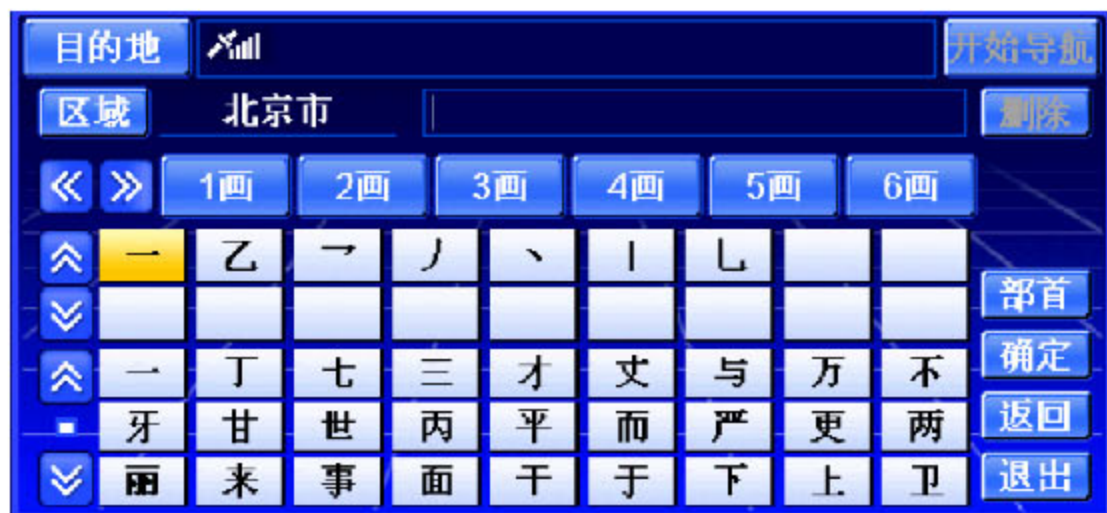 目的地 开始导航
区域 北京市 删除
1画 2画 3画 4画 5画 6画
一 乙 乛 丿 丶 丨 乚
部首
一 丁 七 三 才 丈 与 万 不 确定
牙 甘 世 丙 平 而 严 更 两 返回
丽 来 事 面 干 于 下 上 卫 退出